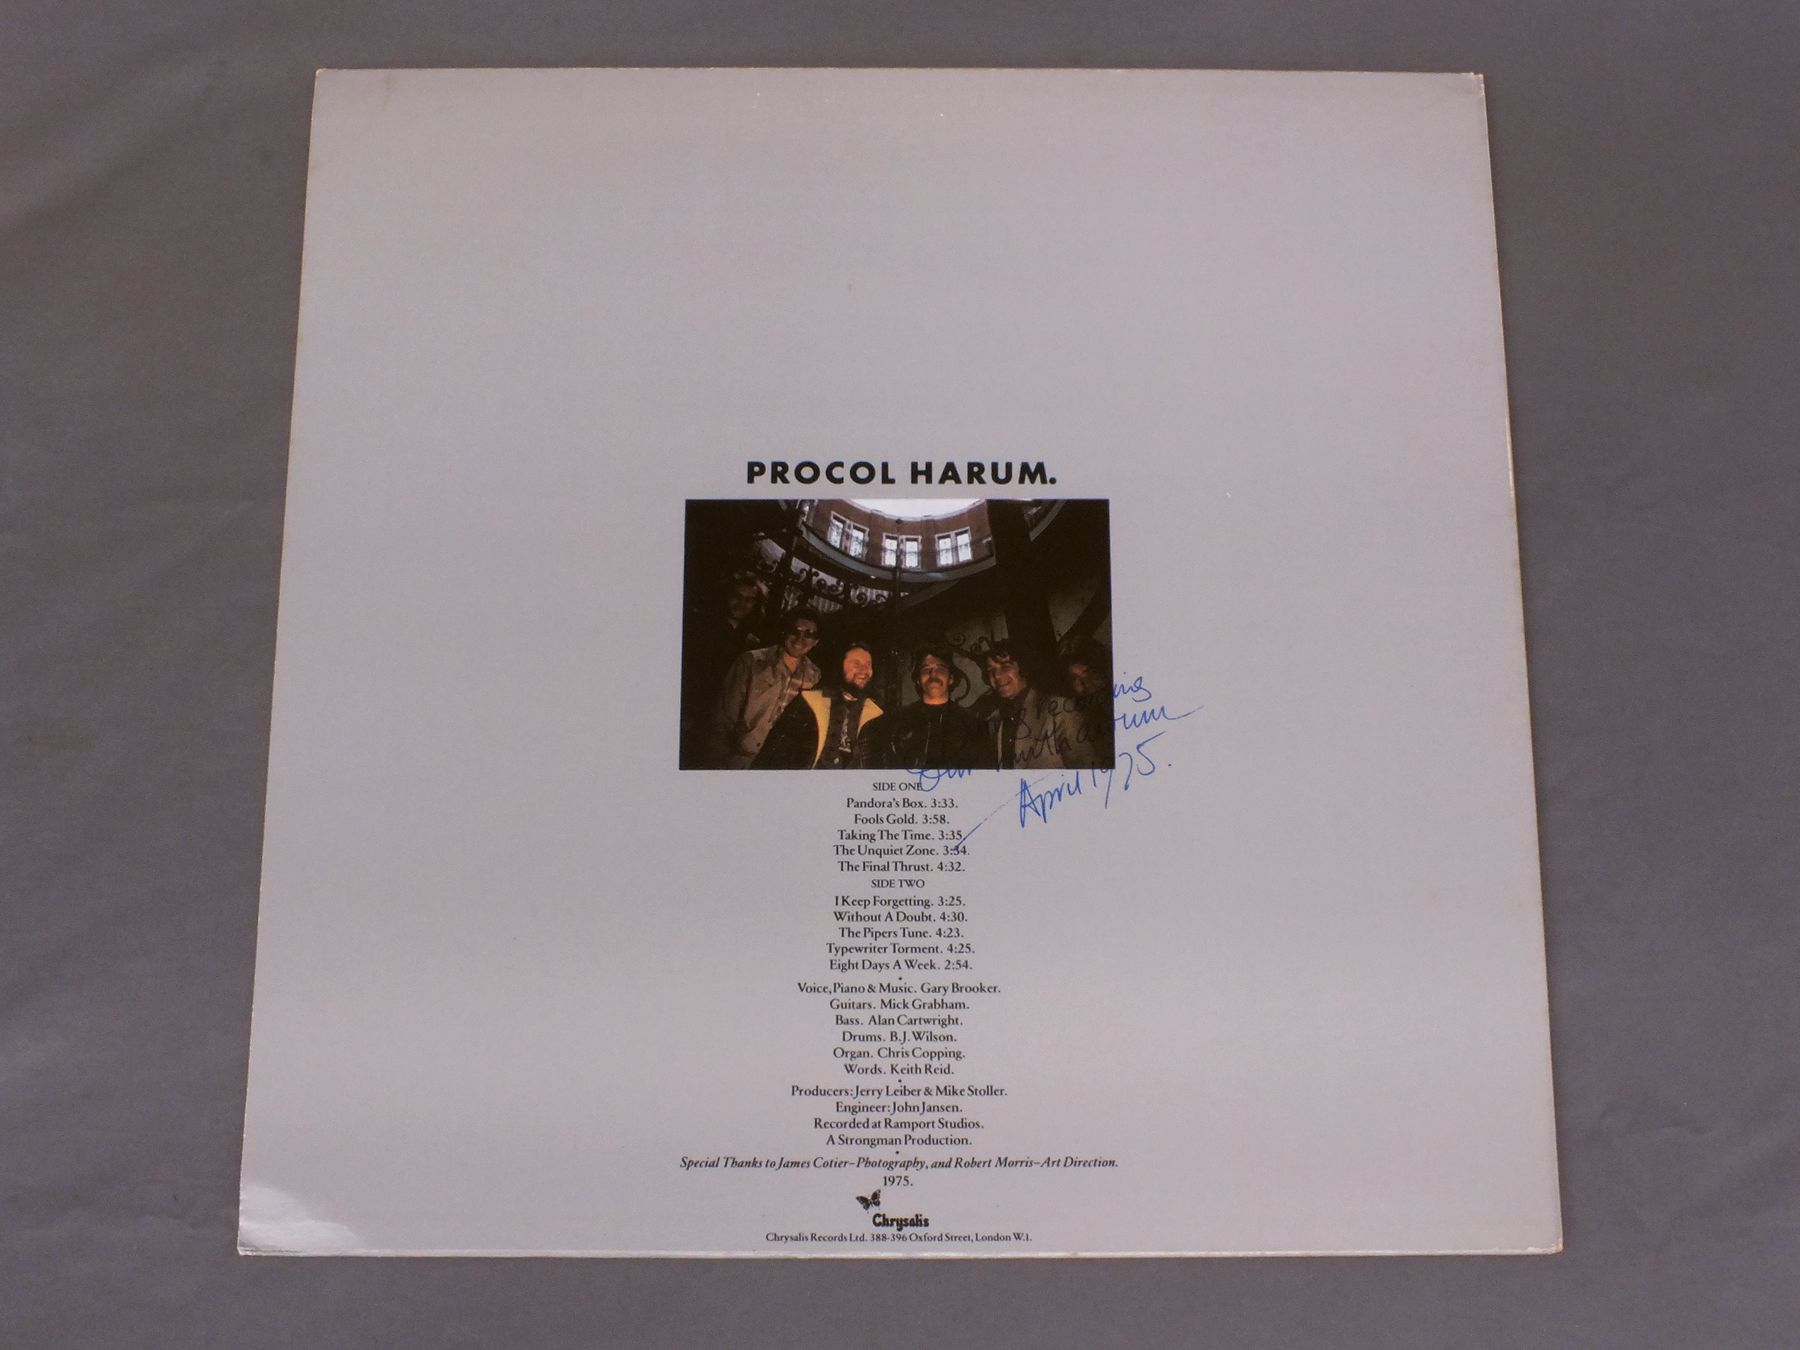 PROCOL HARUM.
recording
April 1975.
SIDE ONE
Pandora's Box. 3:33.
Fools Gold. 3:58.
Taking The Time. 3:35.
The Unquiet Zone. 3:34.
The Final Thrust. 4:32.
SIDE TWO
I Keep Forgetting. 3:25.
Without A Doubt. 4:30.
The Pipers Tune. 4:23.
Typewriter Torment. 4:25.
Eight Days A Week. 2:54.
Voice, Piano & Music. Gary Brooker.
Guitars. Mick Grabham.
Bass. Alan Cartwright.
Drums. B.J. Wilson.
Organ. Chris Copping.
Words. Keith Reid.
Producers: Jerry Leiber & Mike Stoller.
Engineer: John Jansen.
Recorded at Ramport Studios.
A Strongman Production.
Special Thanks to James Cotier–Photography, and Robert Morris–Art Direction.
1975.
Chrysalis
Chrysalis Records Ltd. 388-396 Oxford Street, London W.1.